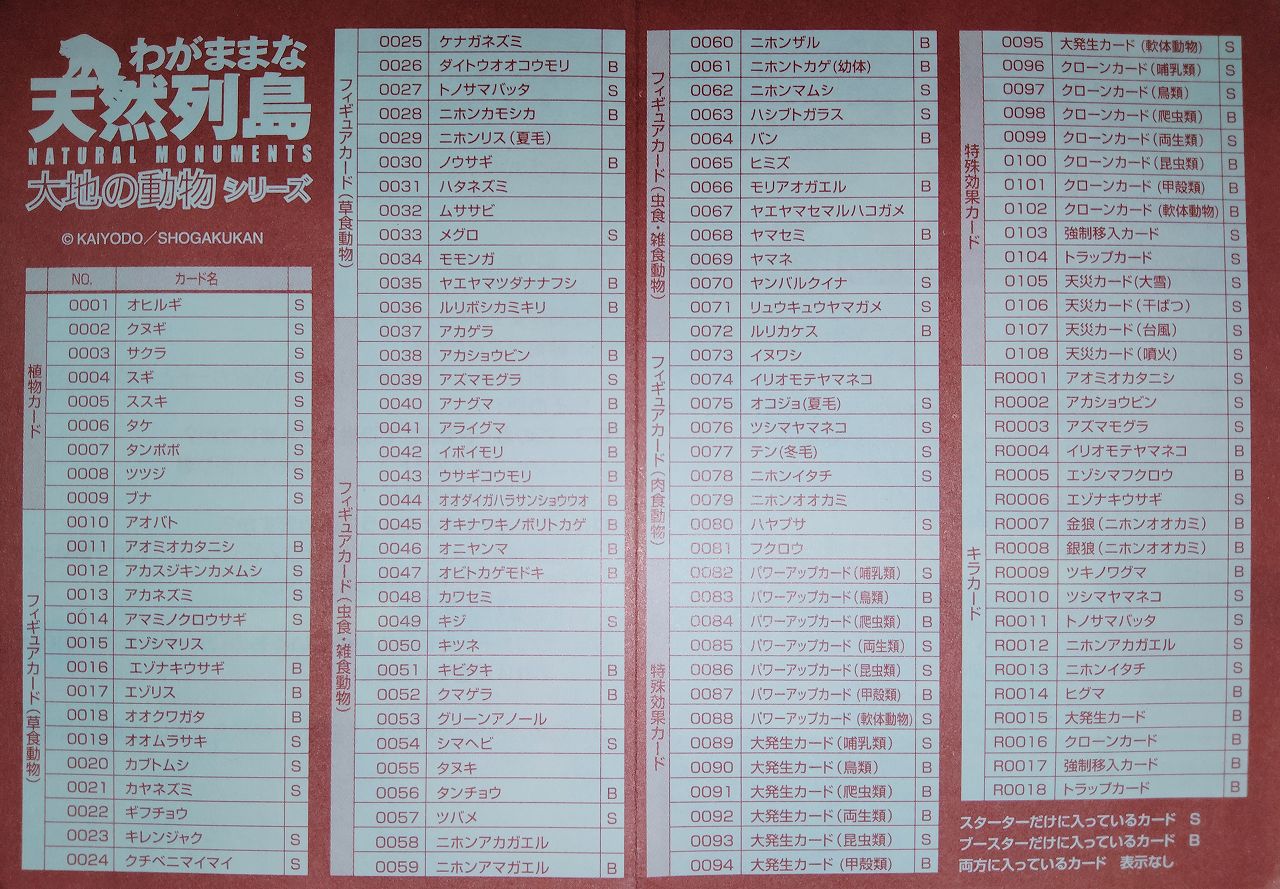 わがままな
天然列島
NATURAL MONUMENTS
大地の動物 シリーズ
© KAIYODO／SHOGAKUKAN
NO. カード名
植物カード
0001 オヒルギ S
0002 クヌギ S
0003 サクラ S
0004 スギ S
0005 ススキ S
0006 タケ S
0007 タンポポ S
0008 ツツジ S
0009 ブナ S
フィギュアカード（草食動物）
0010 アオバト
0011 アオミオカタニシ B
0012 アカスジキンカメムシ S
0013 アカネズミ S
0014 アマミノクロウサギ S
0015 エゾシマリス
0016 エゾナキウサギ B
0017 エゾリス B
0018 オオクワガタ B
0019 オオムラサキ S
0020 カブトムシ S
0021 カヤネズミ S
0022 ギフチョウ
0023 キレンジャク S
0024 クチベニマイマイ S
フィギュアカード（草食動物）
0025 ケナガネズミ
0026 ダイトウオオコウモリ B
0027 トノサマバッタ S
0028 ニホンカモシカ B
0029 ニホンリス（夏毛）
0030 ノウサギ B
0031 ハタネズミ
0032 ムササビ
0033 メグロ S
0034 モモンガ
0035 ヤエヤマツダナナフシ B
0036 ルリボシカミキリ B
フィギュアカード（虫食・雑食動物）
0037 アカゲラ
0038 アカショウビン B
0039 アズマモグラ S
0040 アナグマ B
0041 アライグマ B
0042 イボイモリ B
0043 ウサギコウモリ B
0044 オオダイガハラサンショウウオ B
0045 オキナワキノボリトカゲ B
0046 オニヤンマ B
0047 オビトカゲモドキ B
0048 カワセミ
0049 キジ S
0050 キツネ
0051 キビタキ B
0052 クマゲラ B
0053 グリーンアノール
0054 シマヘビ S
0055 タヌキ
0056 タンチョウ B
0057 ツバメ S
0058 ニホンアカガエル
0059 ニホンアマガエル B
フィギュアカード（虫食・雑食動物）
0060 ニホンザル B
0061 ニホントカゲ（幼体） B
0062 ニホンマムシ S
0063 ハシブトガラス S
0064 バン B
0065 ヒミズ
0066 モリアオガエル B
0067 ヤエヤマセマルハコガメ
0068 ヤマセミ B
0069 ヤマネ
0070 ヤンバルクイナ S
0071 リュウキュウヤマガメ S
0072 ルリカケス B
フィギュアカード（肉食動物）
0073 イヌワシ
0074 イリオモテヤマネコ
0075 オコジョ（夏毛） S
0076 ツシマヤマネコ S
0077 テン（冬毛） S
0078 ニホンイタチ S
0079 ニホンオオカミ
0080 ハヤブサ S
0081 フクロウ
特殊効果カード
0082 パワーアップカード（哺乳類） S
0083 パワーアップカード（鳥類） B
0084 パワーアップカード（爬虫類） B
0085 パワーアップカード（両生類） S
0086 パワーアップカード（昆虫類） S
0087 パワーアップカード（甲殻類） B
0088 パワーアップカード（軟体動物） S
0089 大発生カード（哺乳類） S
0090 大発生カード（鳥類） B
0091 大発生カード（爬虫類） B
0092 大発生カード（両生類） B
0093 大発生カード（昆虫類） S
0094 大発生カード（甲殻類） B
特殊効果カード
0095 大発生カード（軟体動物） S
0096 クローンカード（哺乳類） S
0097 クローンカード（鳥類） S
0098 クローンカード（爬虫類） B
0099 クローンカード（両生類） S
0100 クローンカード（昆虫類） B
0101 クローンカード（甲殻類） B
0102 クローンカード（軟体動物） B
0103 強制移入カード S
0104 トラップカード S
0105 天災カード（大雪） S
0106 天災カード（干ばつ） S
0107 天災カード（台風） S
0108 天災カード（噴火） S
キラカード
R0001 アオミオカタニシ S
R0002 アカショウビン S
R0003 アズマモグラ S
R0004 イリオモテヤマネコ B
R0005 エゾシマフクロウ B
R0006 エゾナキウサギ S
R0007 金狼（ニホンオオカミ） B
R0008 銀狼（ニホンオオカミ） B
R0009 ツキノワグマ B
R0010 ツシマヤマネコ S
R0011 トノサマバッタ S
R0012 ニホンアカガエル S
R0013 ニホンイタチ S
R0014 ヒグマ B
R0015 大発生カード B
R0016 クローンカード B
R0017 強制移入カード B
R0018 トラップカード B
スターターだけに入っているカード S
ブースターだけに入っているカード B
両方に入っているカード 表示なし